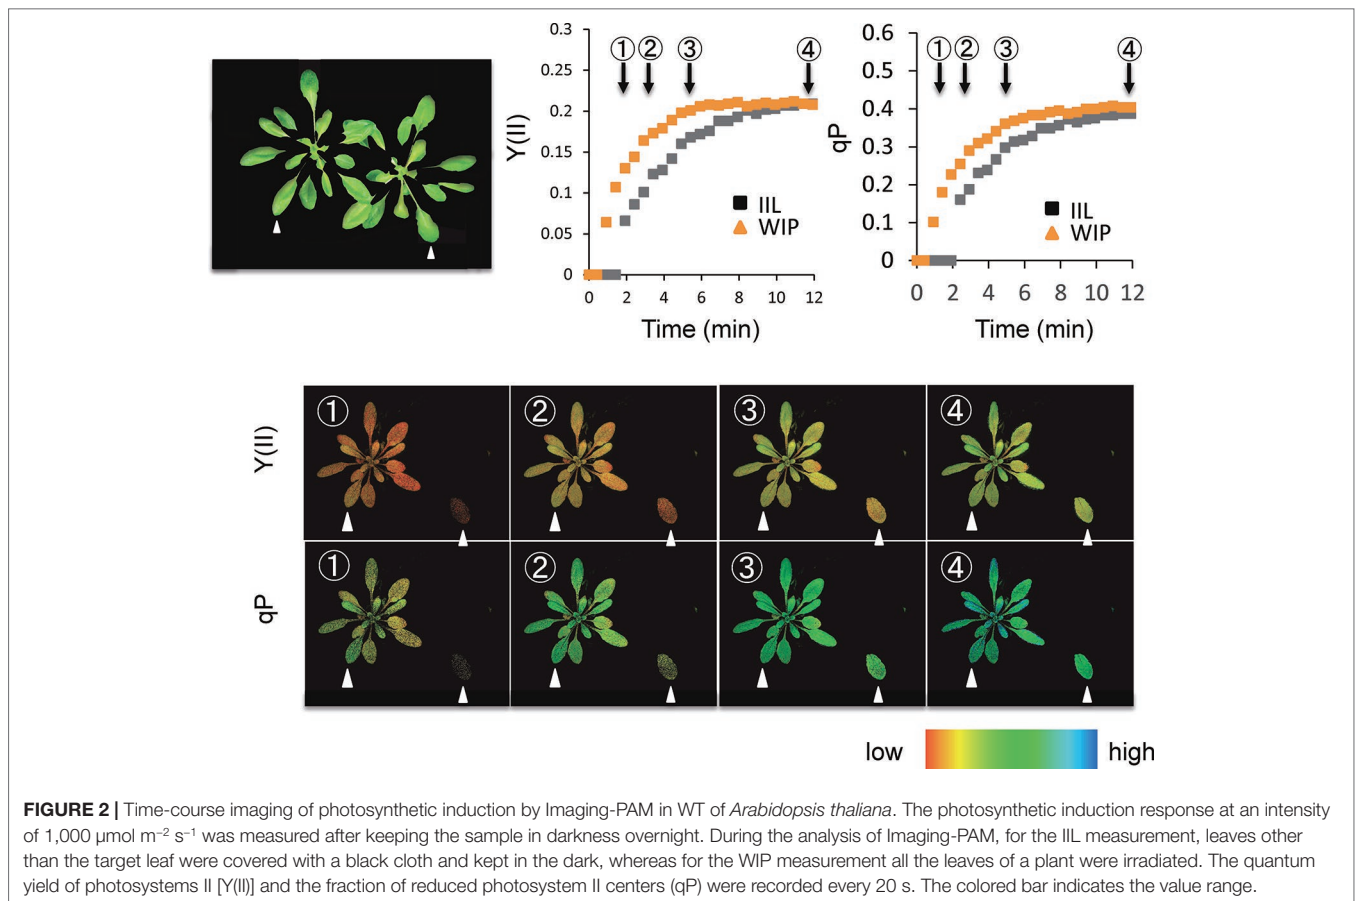 0.3
0.25
0.2
0.15
0.1
0.05
0
Y(II)
① ② ③ ④
IIL
WIP
0 2 4 6 8 10 12
Time (min)
0.6
0.5
0.4
0.3
0.2
0.1
0
qP
① ② ③ ④
IIL
WIP
0 2 4 6 8 10 12
Time (min)
Y(II)
① ② ③ ④
qP
① ② ③ ④
low high
FIGURE 2 | Time-course imaging of photosynthetic induction by Imaging-PAM in WT of Arabidopsis thaliana. The photosynthetic induction response at an intensity
of 1,000 µmol m⁻² s⁻¹ was measured after keeping the sample in darkness overnight. During the analysis of Imaging-PAM, for the IIL measurement, leaves other
than the target leaf were covered with a black cloth and kept in the dark, whereas for the WIP measurement all the leaves of a plant were irradiated. The quantum
yield of photosystems II [Y(II)] and the fraction of reduced photosystem II centers (qP) were recorded every 20 s. The colored bar indicates the value range.